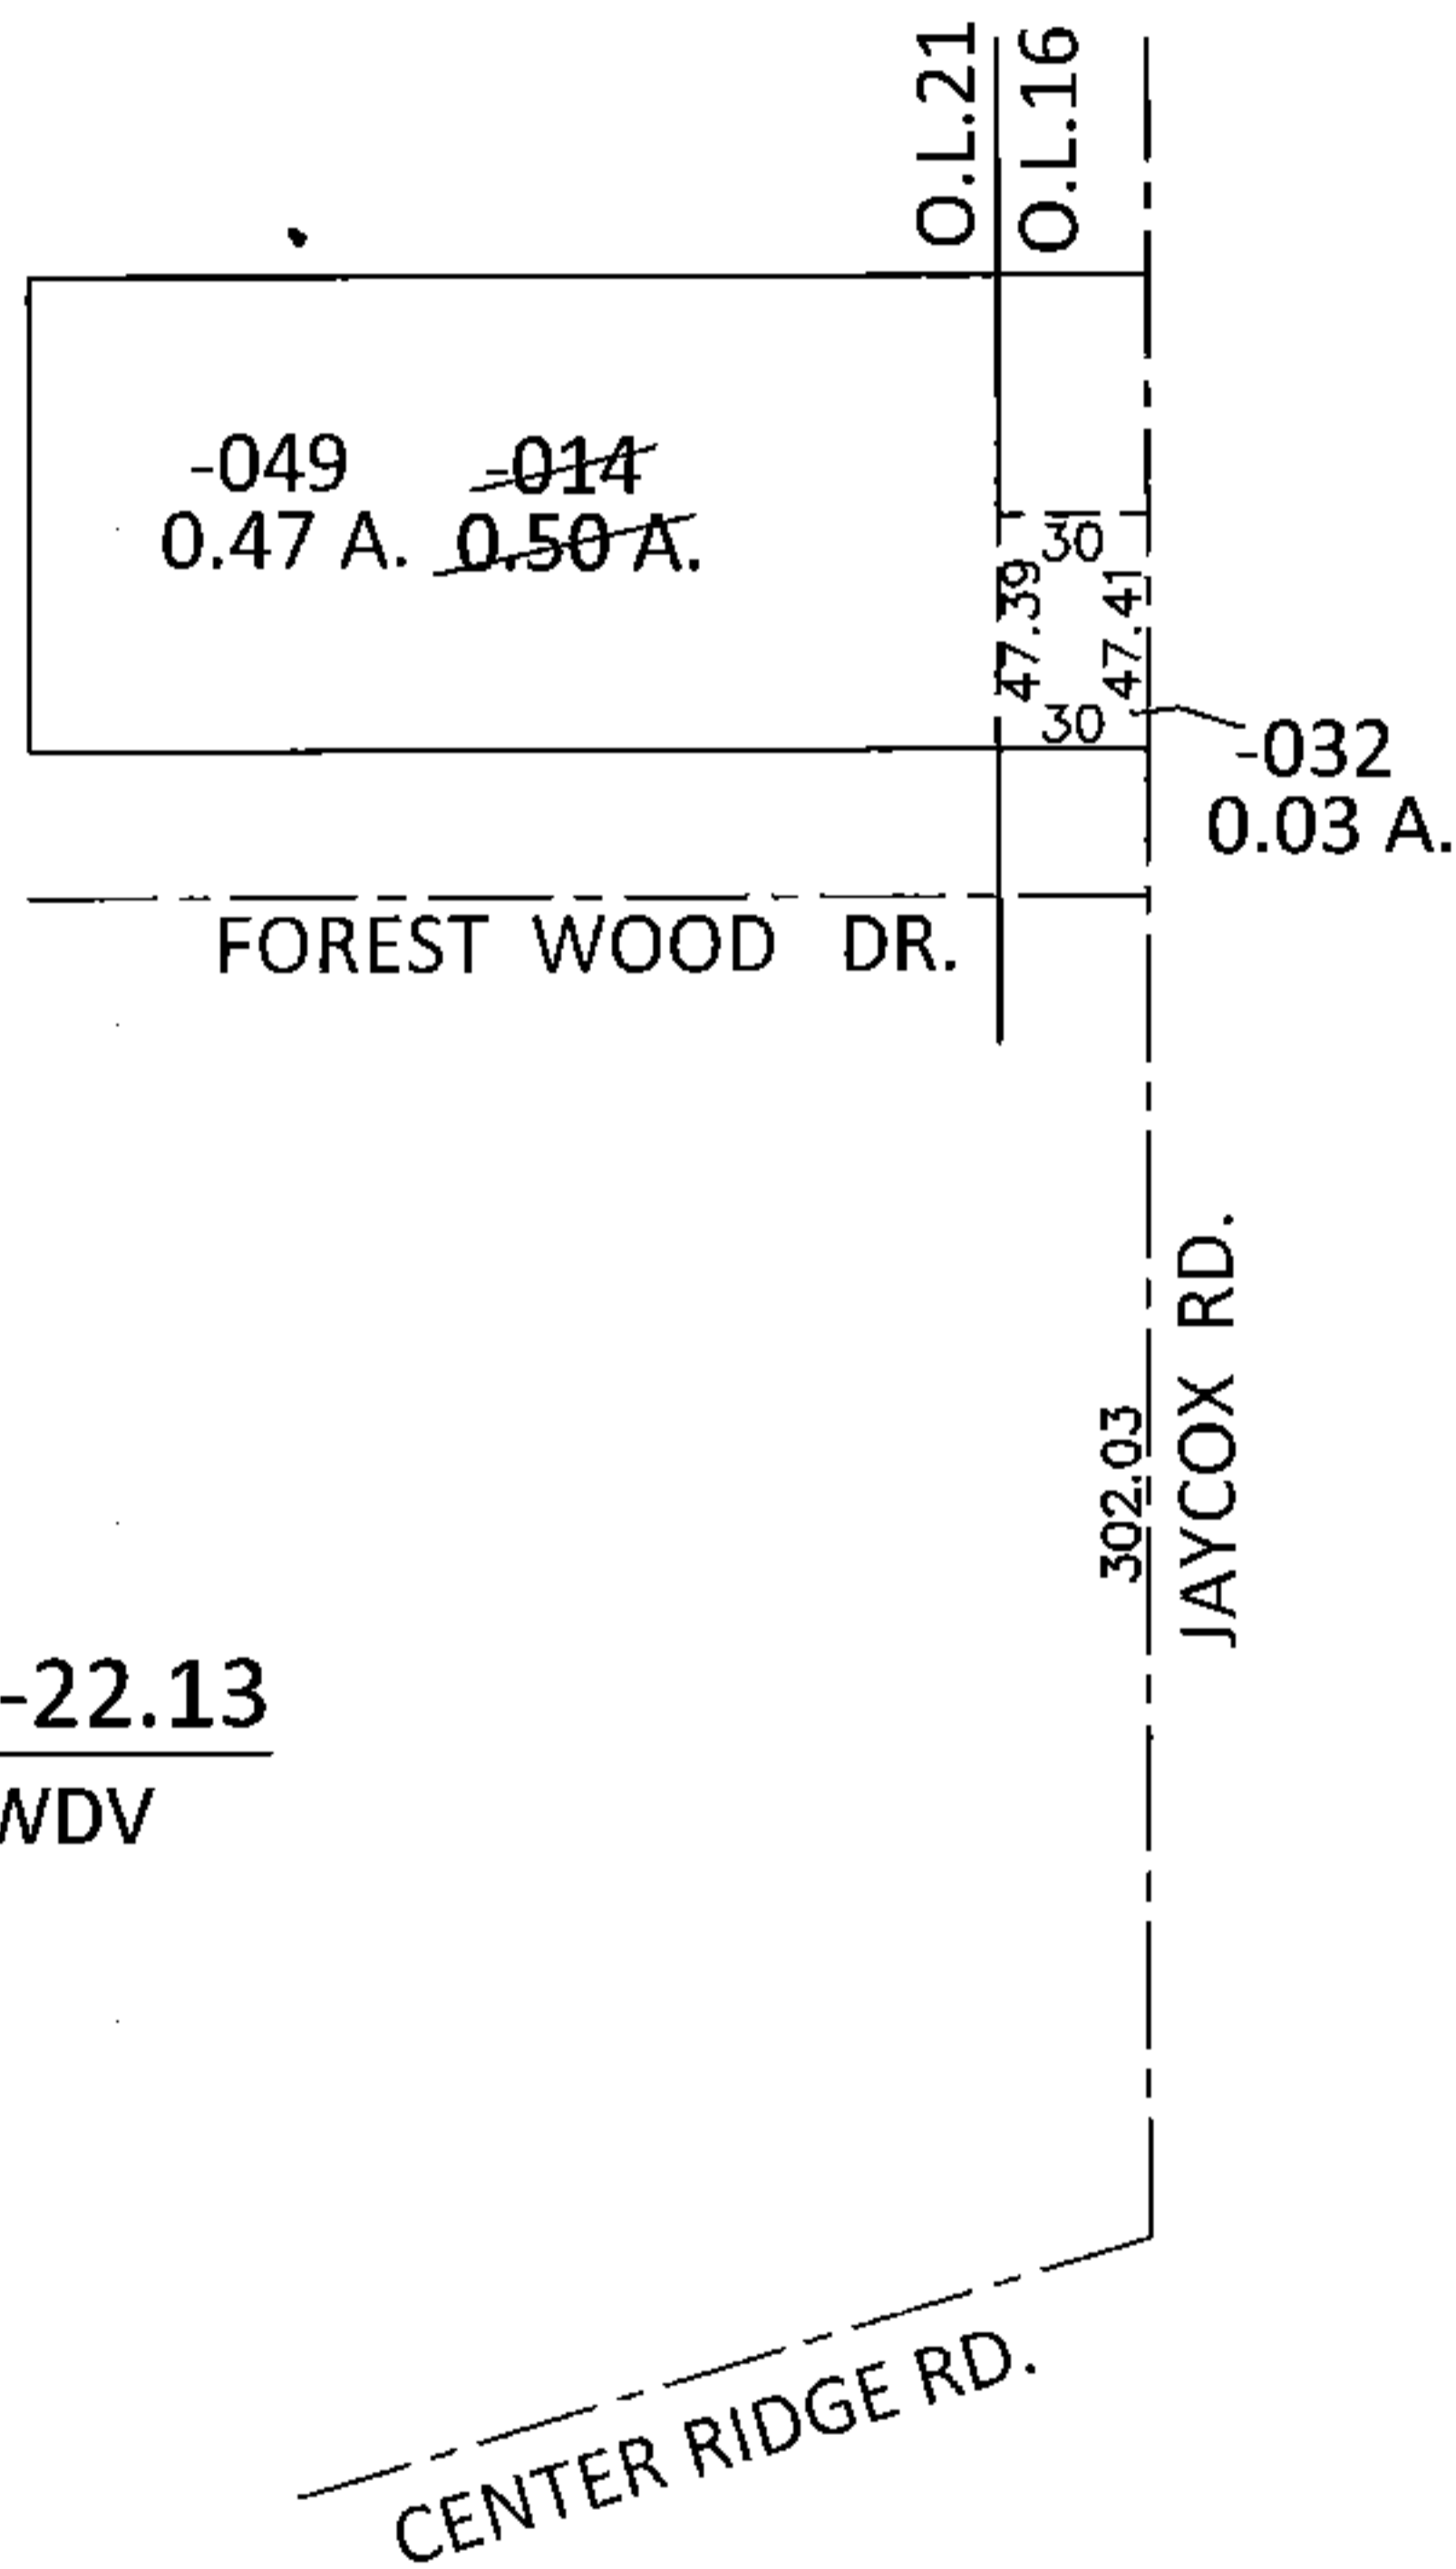 O.L.21
O.L.16
-049 -014
0.47 A. 0.50 A.
30
47.39
47.41
30
-032
0.03 A.
FOREST WOOD DR.
302.03
JAYCOX RD.
-22.13
WDV
CENTER RIDGE RD.